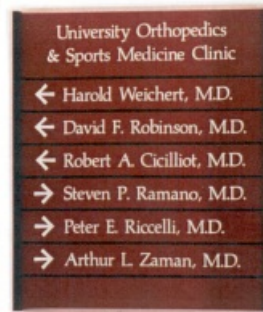 University Orthopedics
& Sports Medicine Clinic
← Harold Weichert, M.D.
← David F. Robinson, M.D.
← Robert A. Cicilliot, M.D.
→ Steven P. Ramano, M.D.
→ Peter E. Riccelli, M.D.
→ Arthur L. Zaman, M.D.